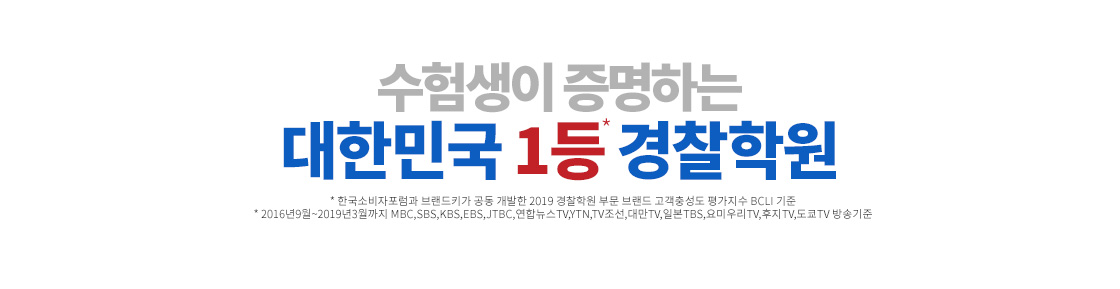 수험생이 증명하는
대한민국 1등* 경찰학원
* 한국소비자포럼과 브랜드키가 공동 개발한 2019 경찰학원 부문 브랜드 고객충성도 평가지수 BCLI 기준
* 2016년9월~2019년3월까지 MBC,SBS,KBS,EBS,JTBC,연합뉴스TV,YTN,TV조선,대만TV,일본TBS,요미우리TV,후지TV,도쿄TV 방송기준